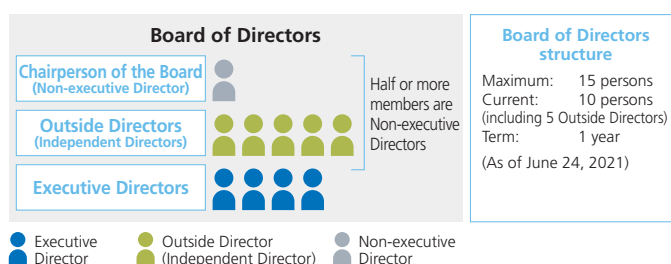 Board of Directors
Chairperson of the Board
(Non-executive Director)
Outside Directors
(Independent Directors)
Executive Directors
Half or more
members are
Non-executive
Directors
Board of Directors
structure
Maximum: 15 persons
Current: 10 persons
(including 5 Outside Directors)
Term: 1 year
(As of June 24, 2021)
Executive
Director
Outside Director
(Independent Director)
Non-executive
Director